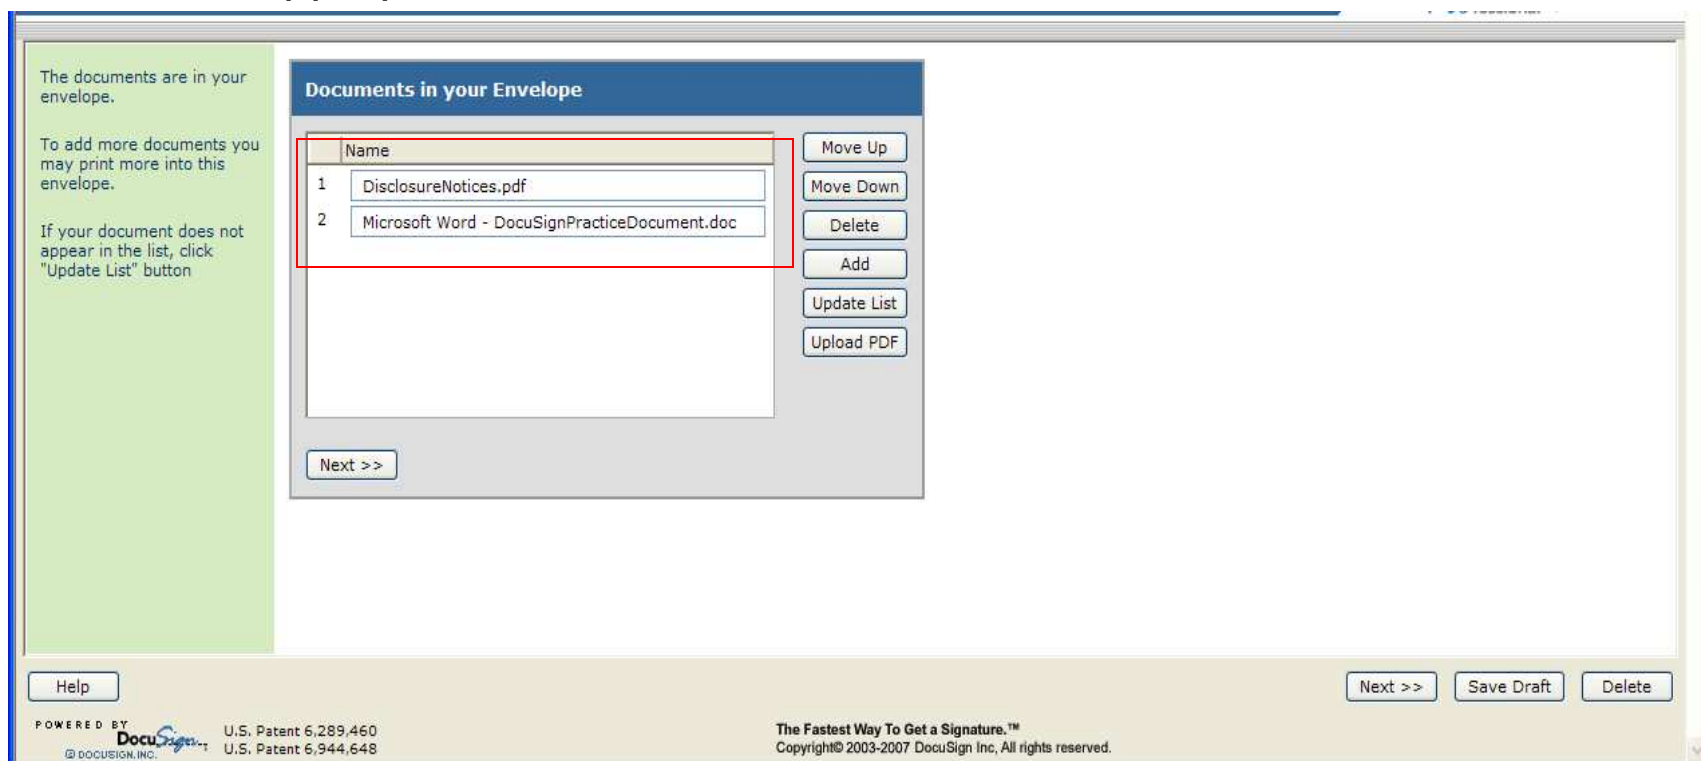 The documents are in your
envelope.
To add more documents you
may print more into this
envelope.
If your document does not
appear in the list, click
"Update List" button
Documents in your Envelope
Name
1 DisclosureNotices.pdf
2 Microsoft Word - DocuSignPracticeDocument.doc
Move Up
Move Down
Delete
Add
Update List
Upload PDF
Next >>
Help
Next >> Save Draft Delete
POWERED BY
DocuSign
@ DOCUSIGN.INC.
U.S. Patent 6,289,460
U.S. Patent 6,944,648
The Fastest Way To Get a Signature.™
Copyright© 2003-2007 DocuSign Inc, All rights reserved.